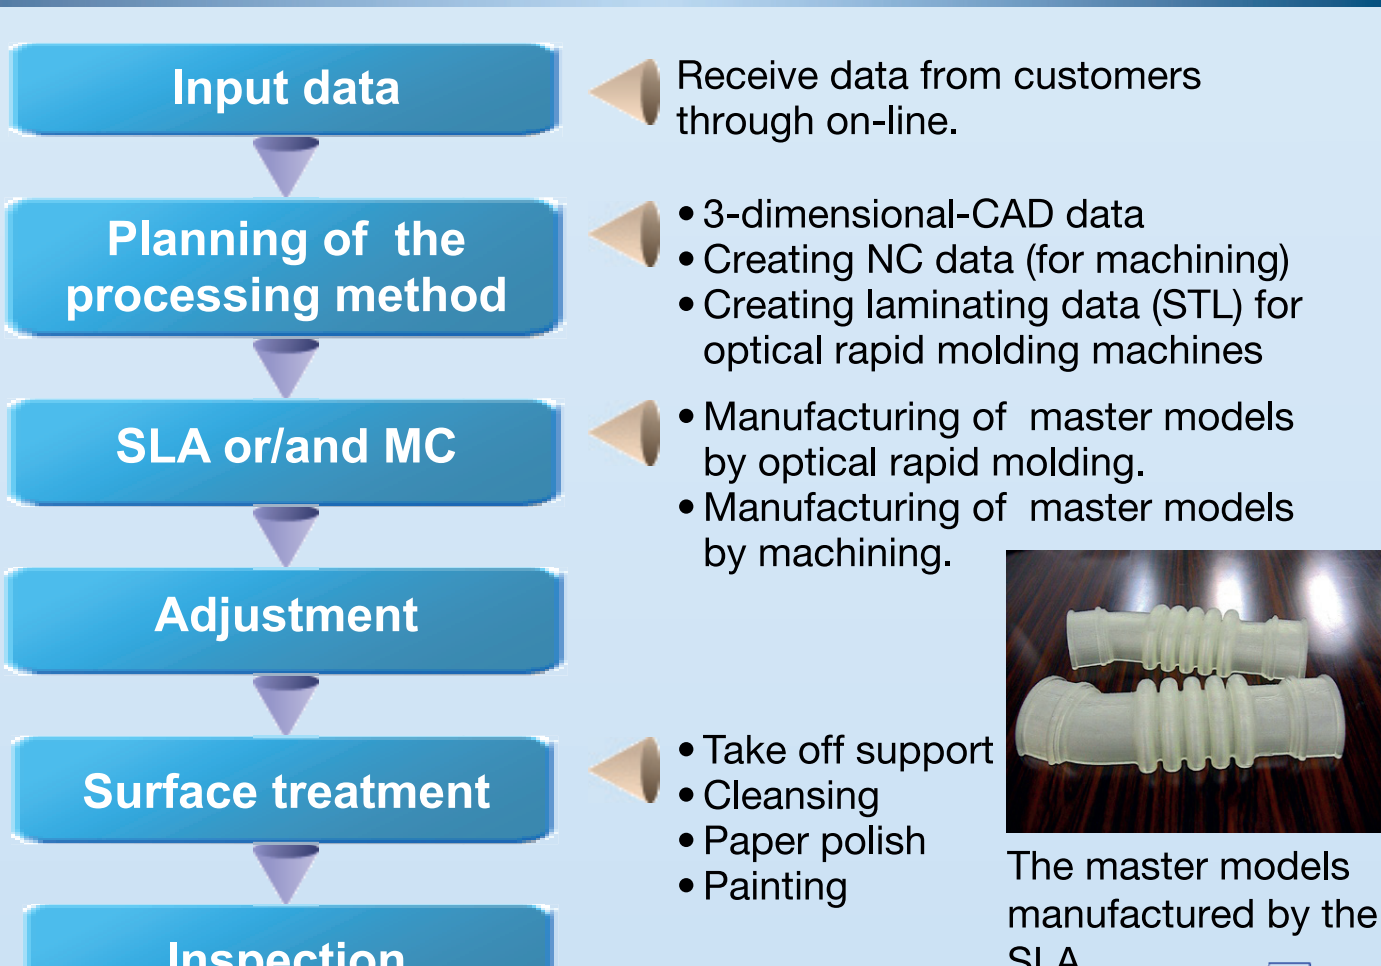 Input data
Receive data from customers
through on-line.
Planning of the
processing method
• 3-dimensional-CAD data
• Creating NC data (for machining)
• Creating laminating data (STL) for
optical rapid molding machines
SLA or/and MC
• Manufacturing of master models
by optical rapid molding.
• Manufacturing of master models
by machining.
Adjustment
Surface treatment
• Take off support
• Cleansing
• Paper polish
• Painting
The master models
manufactured by the
SLA
Inspection